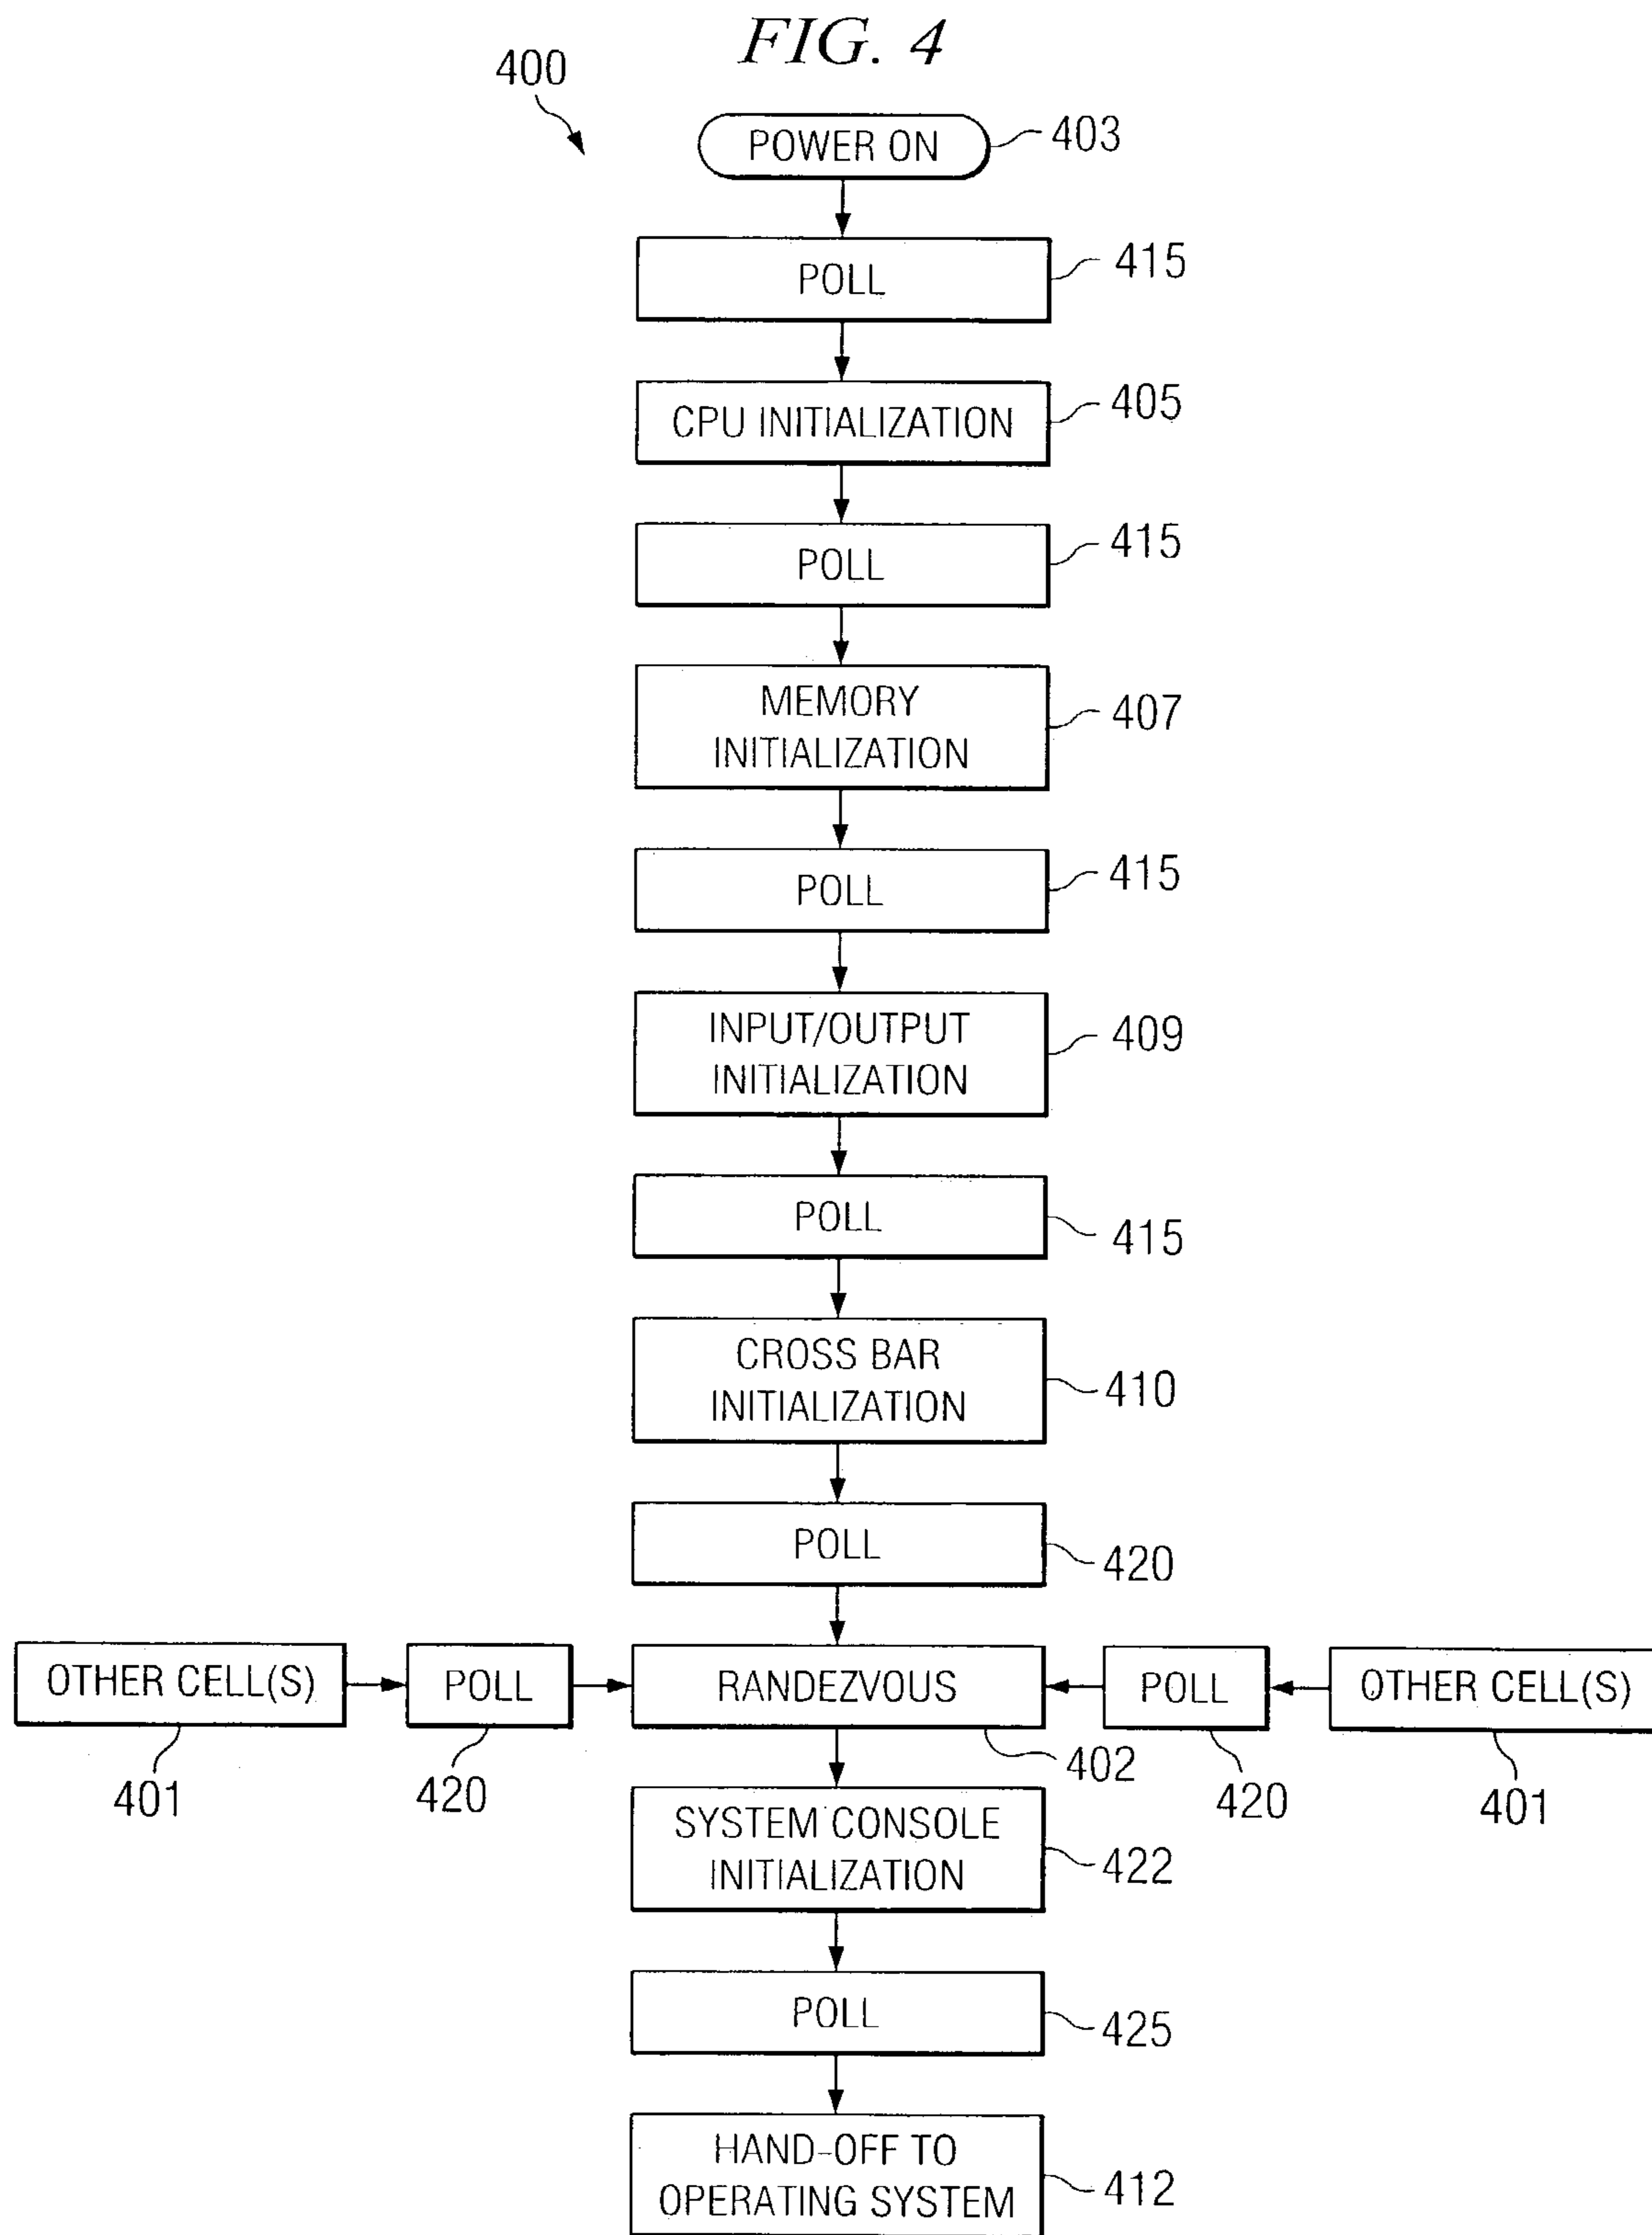 FIG. 4
400
POWER ON
403
POLL
415
CPU INITIALIZATION
405
POLL
415
MEMORY
INITIALIZATION
407
POLL
415
INPUT/OUTPUT
INITIALIZATION
409
POLL
415
CROSS BAR
INITIALIZATION
410
POLL
420
OTHER CELL(S)
POLL
RANDEZVOUS
POLL
OTHER CELL(S)
401
420
402
420
401
SYSTEM CONSOLE
INITIALIZATION
422
POLL
425
HAND-OFF TO
OPERATING SYSTEM
412